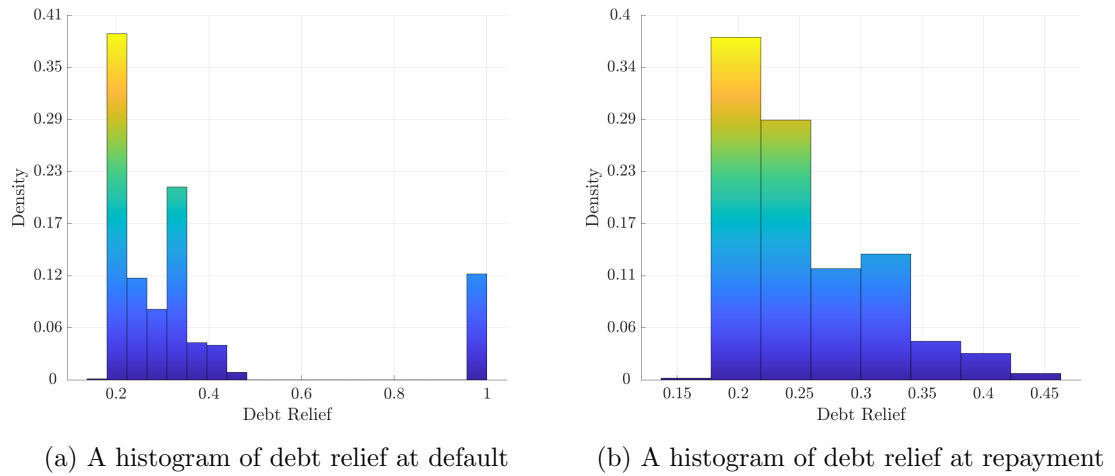 0.41
0.35
0.29
0.23
0.17
0.12
0.06
0
Density
0.2 0.4 0.6 0.8 1
Debt Relief
(a) A histogram of debt relief at default
0.4
0.34
0.29
0.23
0.17
0.11
0.06
0
Density
0.15 0.2 0.25 0.3 0.35 0.4 0.45
Debt Relief
(b) A histogram of debt relief at repayment